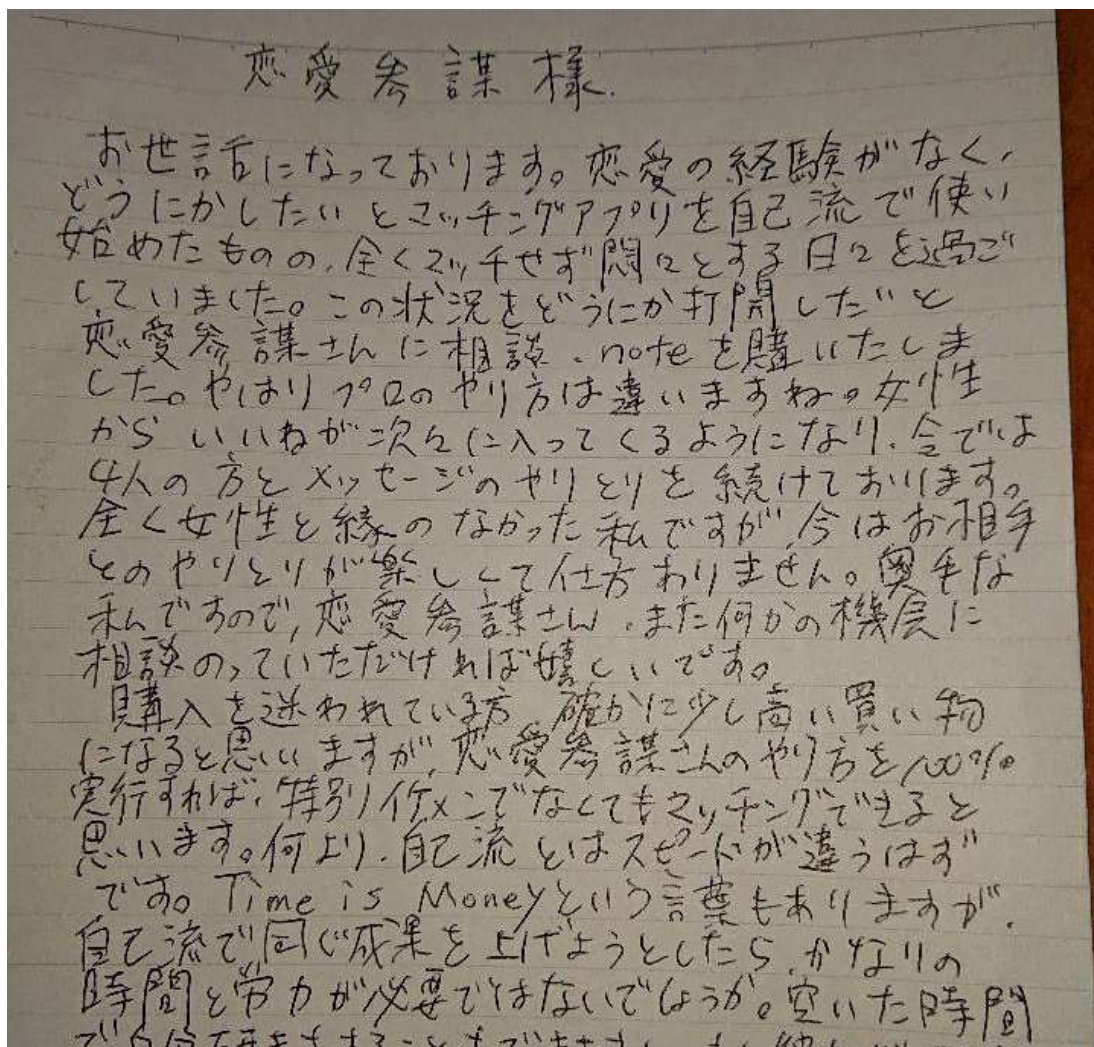 恋愛参謀様.
お世話になっております。恋愛の経験がなく、
どうにかしたいとマッチングアプリを自己流で使い
始めたものの、全くマッチせず悶々とする日々を過ご
していました。この状況をどうにか打開したいと
恋愛参謀さんに相談、noteを購いたしま
した。やはりプロのやり方は違いますね。女性
からいいねが次々に入ってくるようになり、今では
4人の方とメッセージのやりとりを続けております。
全く女性と縁のなかった私ですが、今はお相手
とのやりとりが楽しくて仕方わりません。奥手な
私ですので、恋愛参謀さん、また何かの機会に
相談のっていただければ嬉しいです。
購入を迷われている方、確かに少し高い買い物
になると思いますが、恋愛参謀さんのやり方を100%
実行すれば、特別イケメンでなくてもマッチングできると
思います。何より、自己流とはスピードが違うはず
です。Time is Moneyという言葉もありますが、
自己流で同じ成果を上げようとしたら、かなりの
時間と労力が必要ではないでしょうか。空いた時間